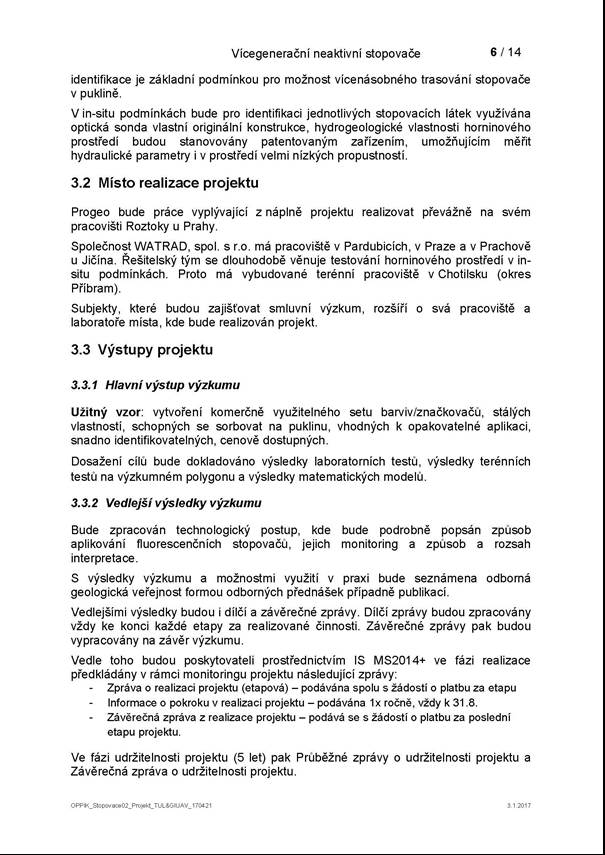 Vícegenerační neaktivní stopovače 6 / 14
identifikace je základní podmínkou pro možnost vícenásobného trasování stopovače
v puklině.
V in-situ podmínkách bude pro identifikaci jednotlivých stopovacích látek využívána
optická sonda vlastní originální konstrukce, hydrogeologické vlastnosti horninového
prostředí budou stanovovány patentovaným zařízením, umožňujícím měřit
hydraulické parametry i v prostředí velmi nízkých propustností.
3.2 Místo realizace projektu
Progeo bude práce vyplývající z náplně projektu realizovat převážně na svém
pracovišti Roztoky u Prahy.
Společnost WATRAD, spol. s r.o. má pracoviště v Pardubicích, v Praze a v Prachově
u Jičína. Řešitelský tým se dlouhodobě věnuje testování horninového prostředí v in-
situ podmínkách. Proto má vybudované terénní pracoviště v Chotilsku (okres
Příbram).
Subjekty, které budou zajišťovat smluvní výzkum, rozšíří o svá pracoviště a
laboratoře místa, kde bude realizován projekt.
3.3 Výstupy projektu
3.3.1 Hlavní výstup výzkumu
Užitný vzor: vytvoření komerčně využitelného setu barviv/značkovačů, stálých
vlastností, schopných se sorbovat na puklinu, vhodných k opakovatelné aplikaci,
snadno identifikovatelných, cenově dostupných.
Dosažení cílů bude dokladováno výsledky laboratorních testů, výsledky terénních
testů na výzkumném polygonu a výsledky matematických modelů.
3.3.2 Vedlejší výsledky výzkumu
Bude zpracován technologický postup, kde bude podrobně popsán způsob
aplikování fluorescenčních stopovačů, jejich monitoring a způsob a rozsah
interpretace.
S výsledky výzkumu a možnostmi využití v praxi bude seznámena odborná
geologická veřejnost formou odborných přednášek případně publikací.
Vedlejšími výsledky budou i dílčí a závěrečné zprávy. Dílčí zprávy budou zpracovány
vždy ke konci každé etapy za realizované činnosti. Závěrečné zprávy pak budou
vypracovány na závěr výzkumu.
Vedle toho budou poskytovateli prostřednictvím IS MS2014+ ve fázi realizace
předkládány v rámci monitoringu projektu následující zprávy:
- Zpráva o realizaci projektu (etapová) – podávána spolu s žádostí o platbu za etapu
- Informace o pokroku v realizaci projektu – podávána 1x ročně, vždy k 31.8.
- Závěrečná zpráva z realizace projektu – podává se s žádostí o platbu za poslední
etapu projektu.
Ve fázi udržitelnosti projektu (5 let) pak Průběžné zprávy o udržitelnosti projektu a
Závěrečná zpráva o udržitelnosti projektu.
OPPIK_Stopovace02_Projekt_TUL&GIUAV_170421 3.1.2017